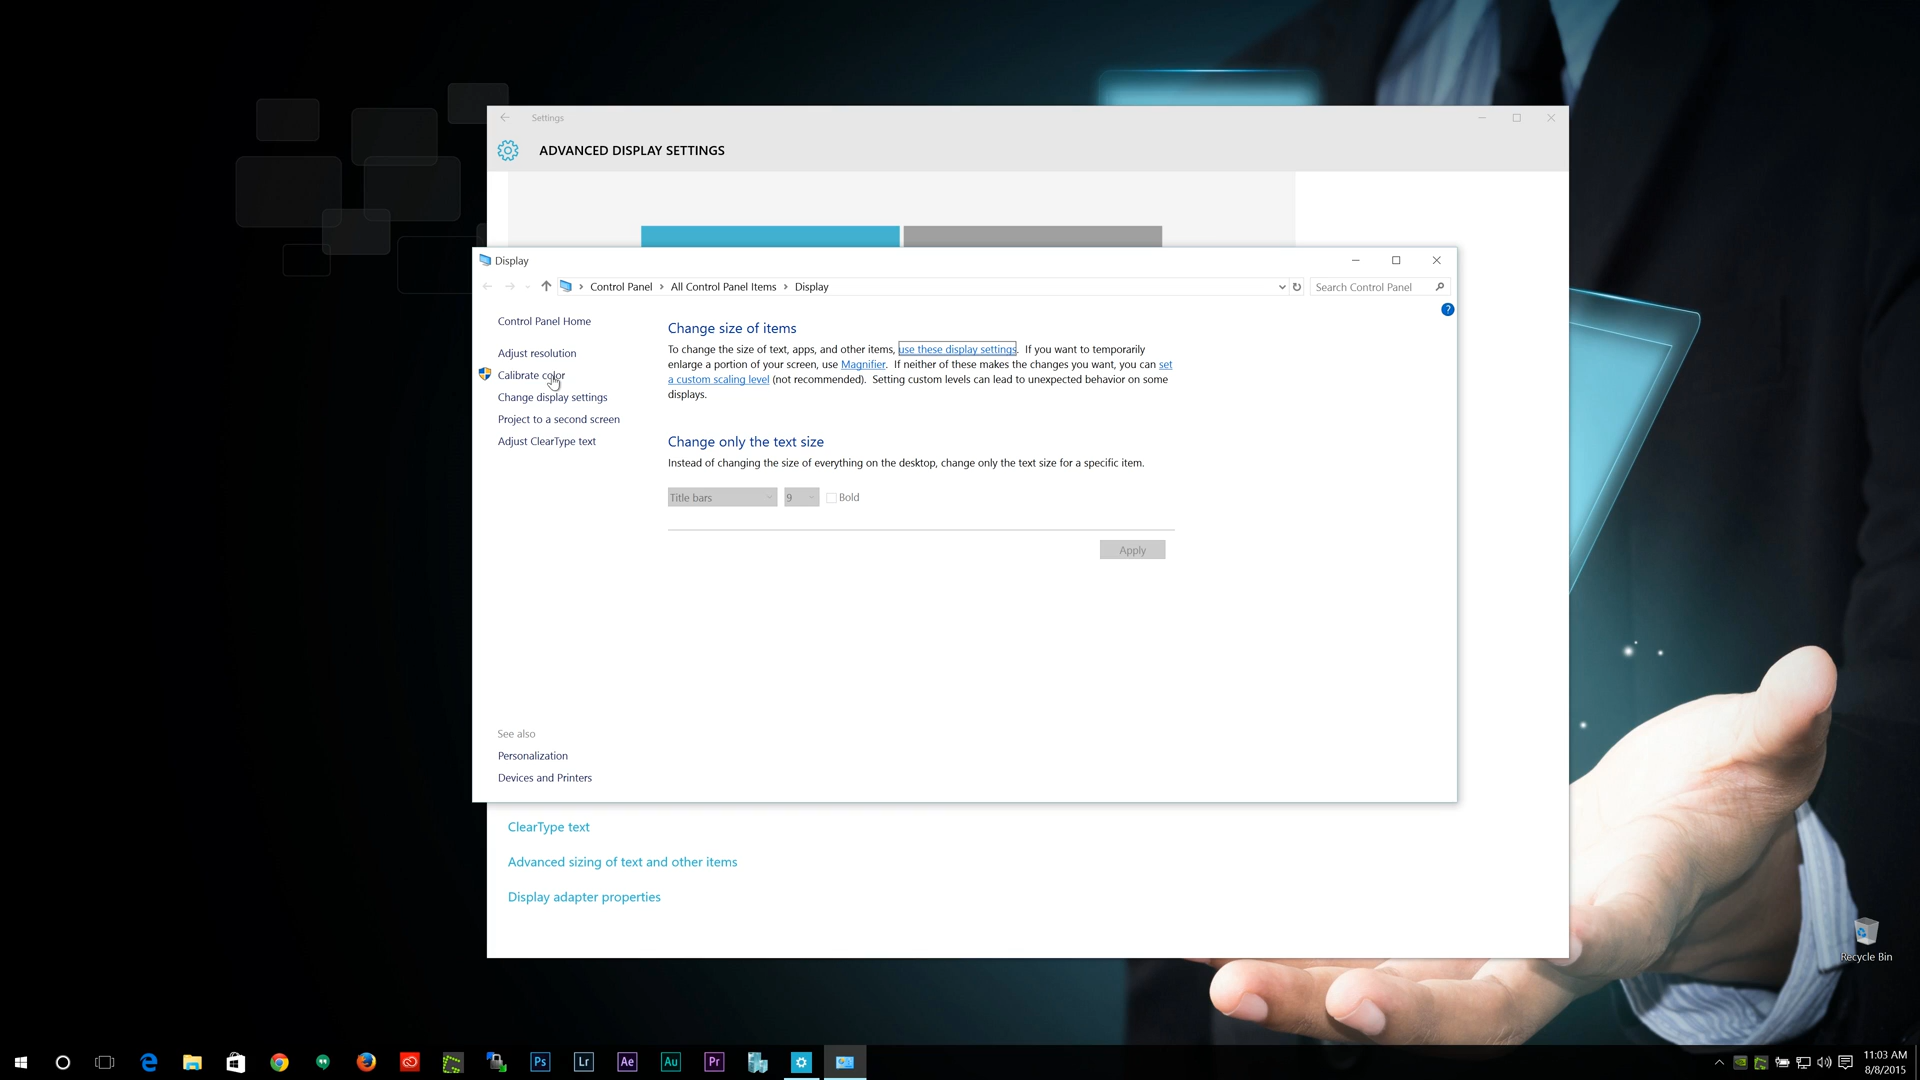 Settings
ADVANCED DISPLAY SETTINGS
Display
Control Panel > All Control Panel Items > Display
Search Control Panel
?
Control Panel Home
Adjust resolution
Calibrate color
Change display settings
Project to a second screen
Adjust ClearType text
Change size of items
To change the size of text, apps, and other items, use these display settings. If you want to temporarily
enlarge a portion of your screen, use Magnifier. If neither of these makes the changes you want, you can set
a custom scaling level (not recommended). Setting custom levels can lead to unexpected behavior on some
displays.
Change only the text size
Instead of changing the size of everything on the desktop, change only the text size for a specific item.
Title bars 9 Bold
Apply
See also
Personalization
Devices and Printers
ClearType text
Advanced sizing of text and other items
Display adapter properties
Recycle Bin
Ps Lr Ae Au Pr
11:03 AM
8/8/2015